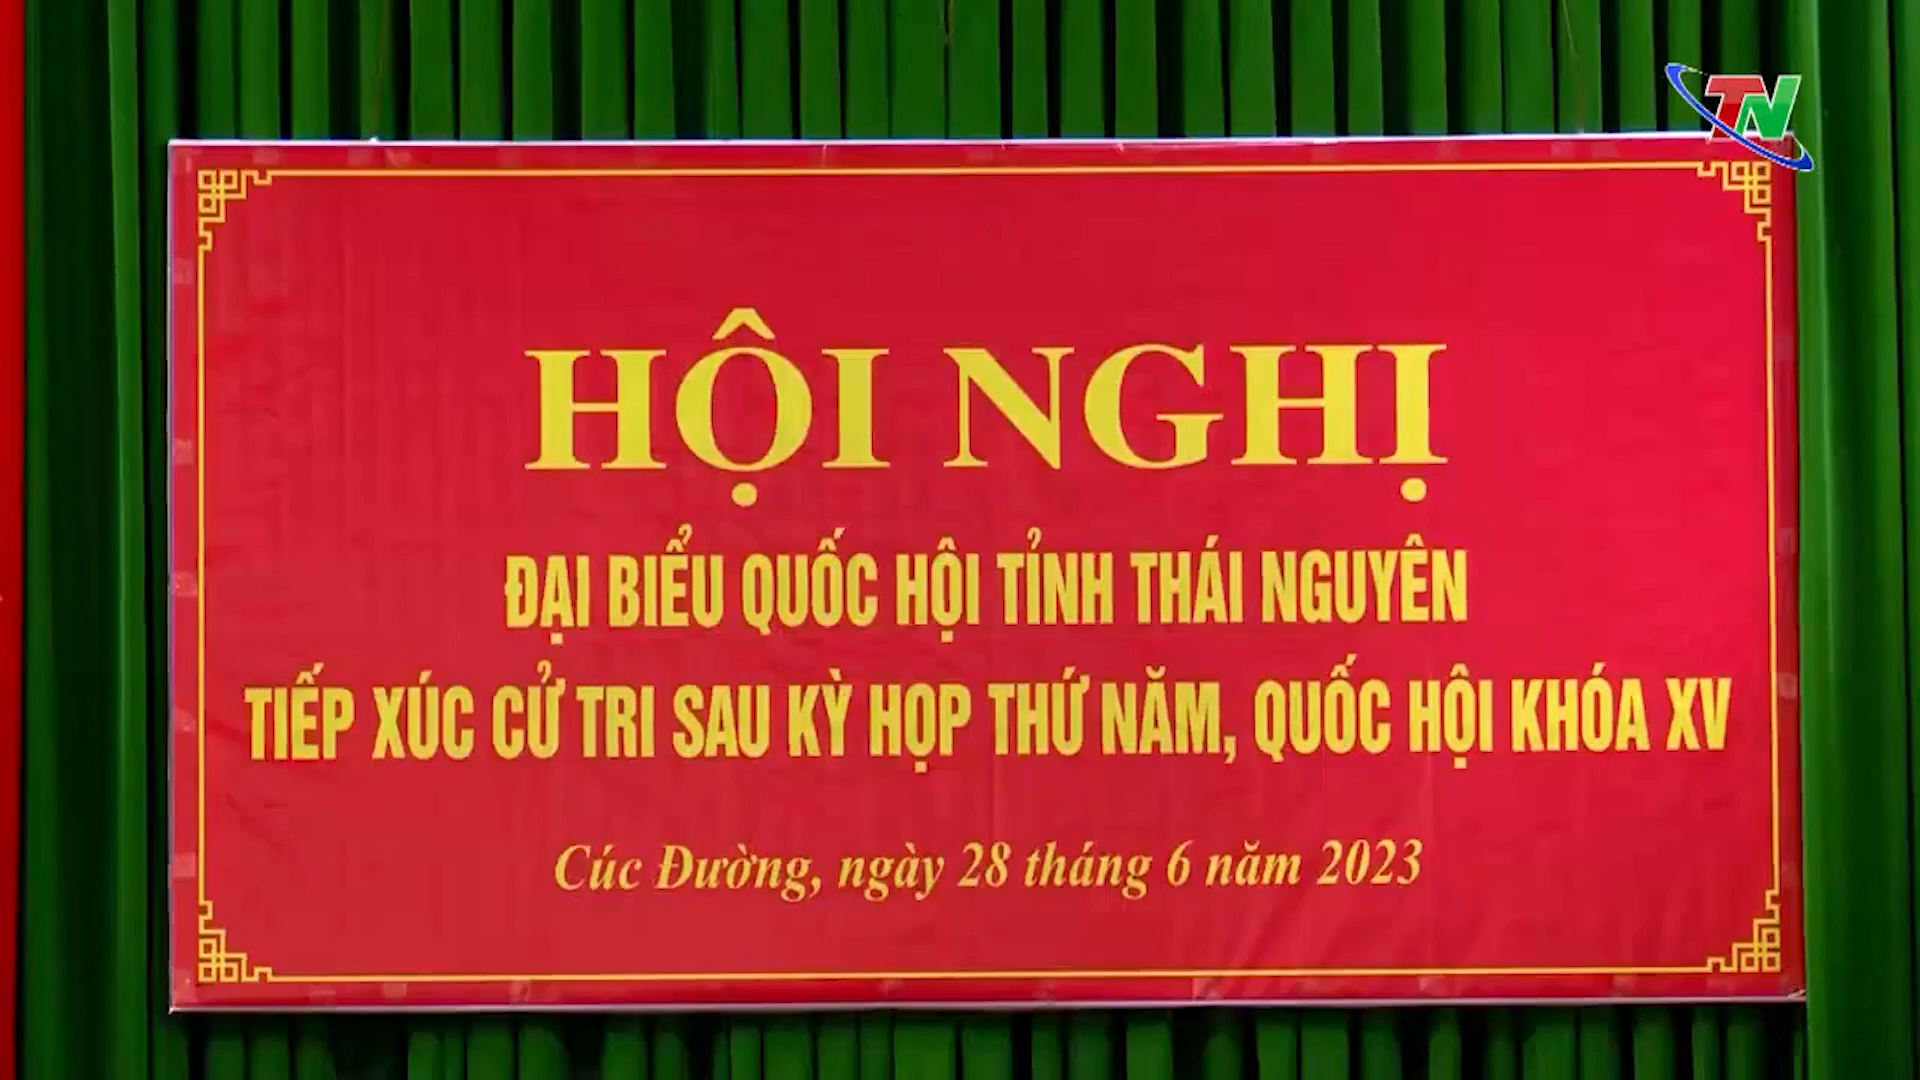 TN
HỘI NGHỊ
ĐẠI BIỂU QUỐC HỘI TỈNH THÁI NGUYÊN
TIẾP XÚC CỬ TRI SAU KỲ HỌP THỨ NĂM, QUỐC HỘI KHÓA XV
Cúc Đường, ngày 28 tháng 6 năm 2023